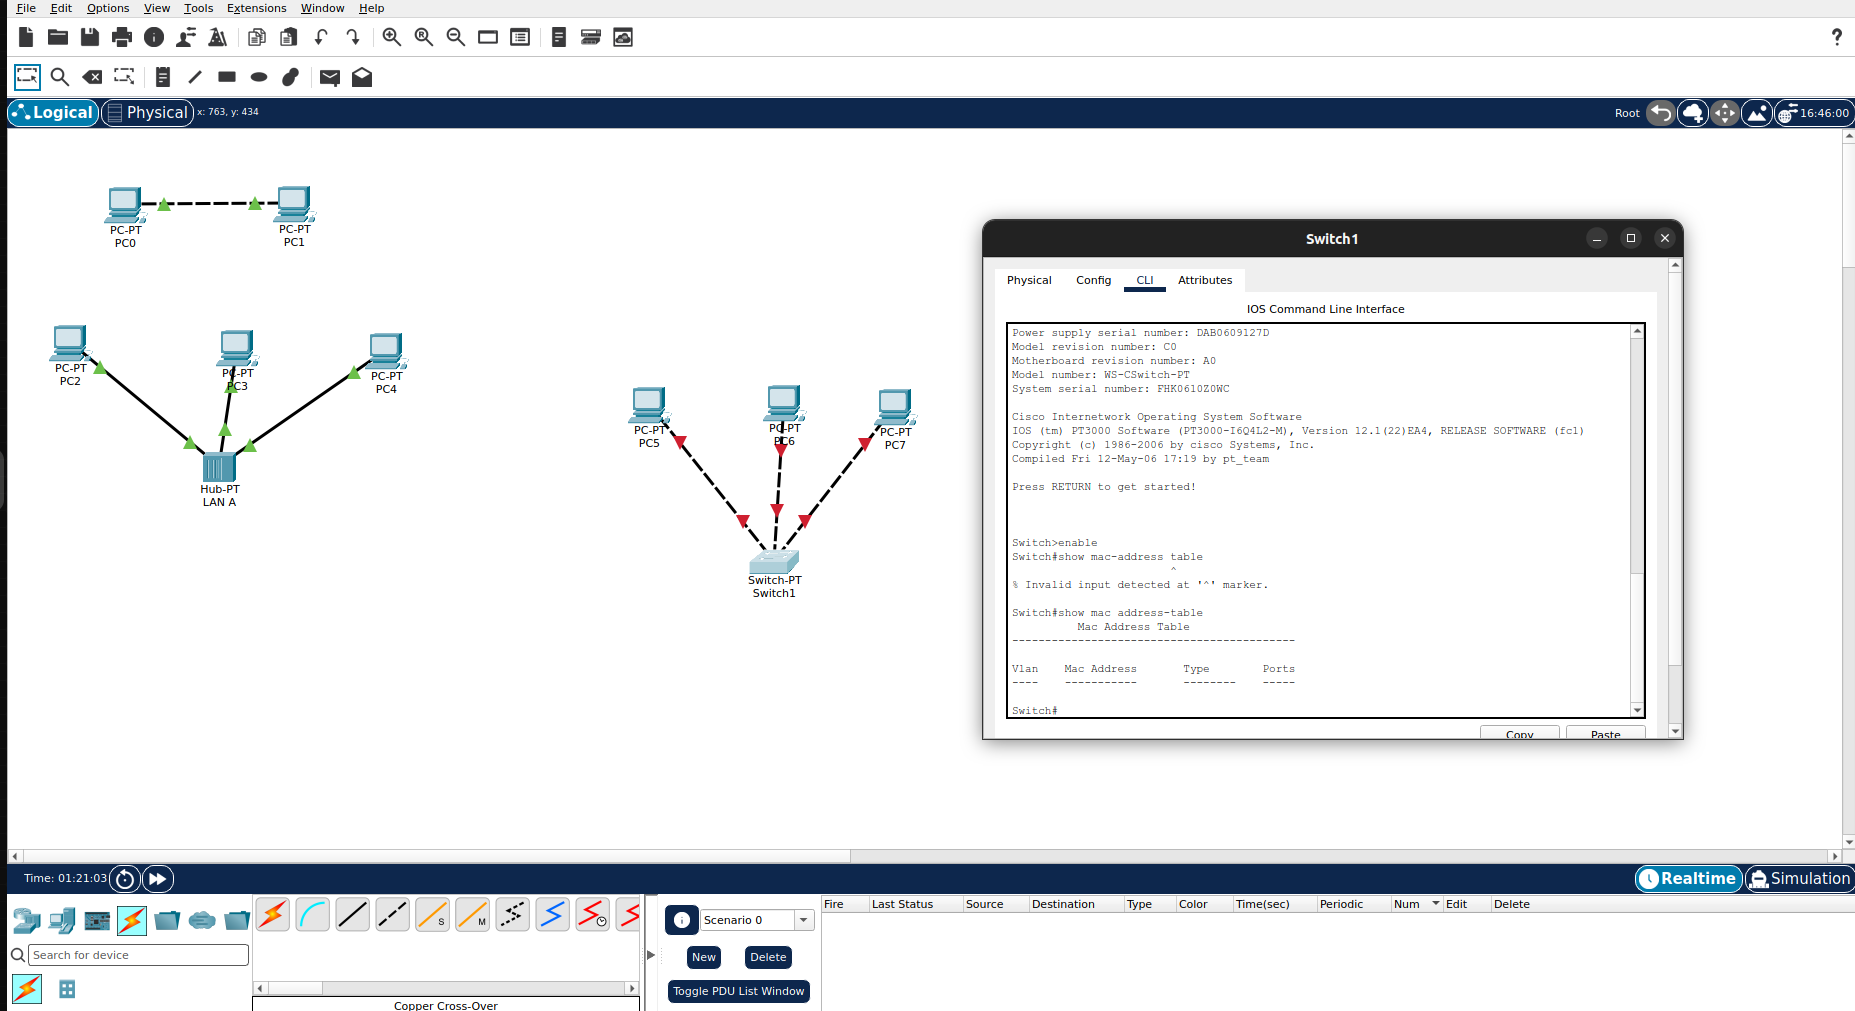 File Edit Options View Tools Extensions Window Help
?
Logical Physical x: 763, y: 434 Root 16:46:00
PC-PT
PC0
PC-PT
PC1
PC-PT
PC2
PC-PT
PC3
PC-PT
PC4
Hub-PT
LAN A
PC-PT
PC5
PC-PT
PC6
PC-PT
PC7
Switch-PT
Switch1
Switch1
Physical Config CLI Attributes
IOS Command Line Interface
Power supply serial number: DAB0609127D
Model revision number: C0
Motherboard revision number: A0
Model number: WS-CSwitch-PT
System serial number: FHK0610Z0WC
Cisco Internetwork Operating System Software
IOS (tm) PT3000 Software (PT3000-I6Q4L2-M), Version 12.1(22)EA4, RELEASE SOFTWARE (fc1)
Copyright (c) 1986-2006 by cisco Systems, Inc.
Compiled Fri 12-May-06 17:19 by pt_team
Press RETURN to get started!
Switch>enable
Switch#show mac-address table
^
% Invalid input detected at '^' marker.
Switch#show mac address-table
Mac Address Table
-------------------------------------------
Vlan Mac Address Type Ports
---- ----------- -------- -----
Switch#
Copy Paste
Time: 01:21:03 Realtime Simulation
S M
Search for device
Copper Cross-Over
Scenario 0
New Delete
Toggle PDU List Window
Fire Last Status Source Destination Type Color Time(sec) Periodic Num Edit Delete